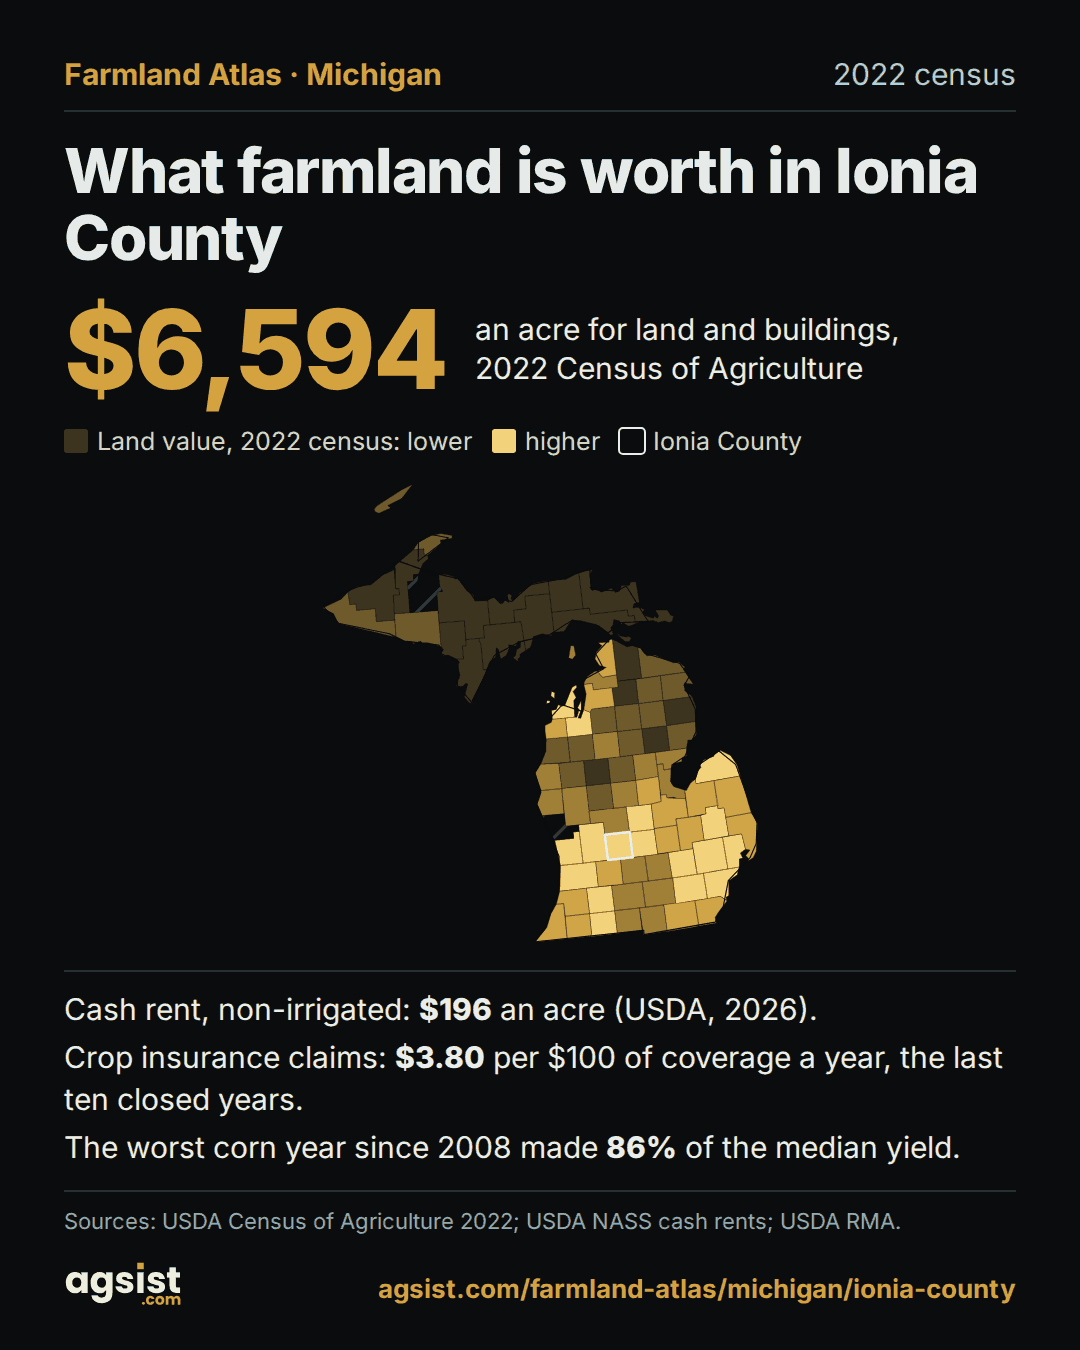 Farmland Atlas · Michigan
2022 census
What farmland is worth in Ionia
County
$6,594
an acre for land and buildings,
2022 Census of Agriculture
Land value, 2022 census: lower
higher
Ionia County
Cash rent, non-irrigated: $196 an acre (USDA, 2026).
Crop insurance claims: $3.80 per $100 of coverage a year, the last
ten closed years.
The worst corn year since 2008 made 86% of the median yield.
Sources: USDA Census of Agriculture 2022; USDA NASS cash rents; USDA RMA.
agsist
.com
agsist.com/farmland-atlas/michigan/ionia-county